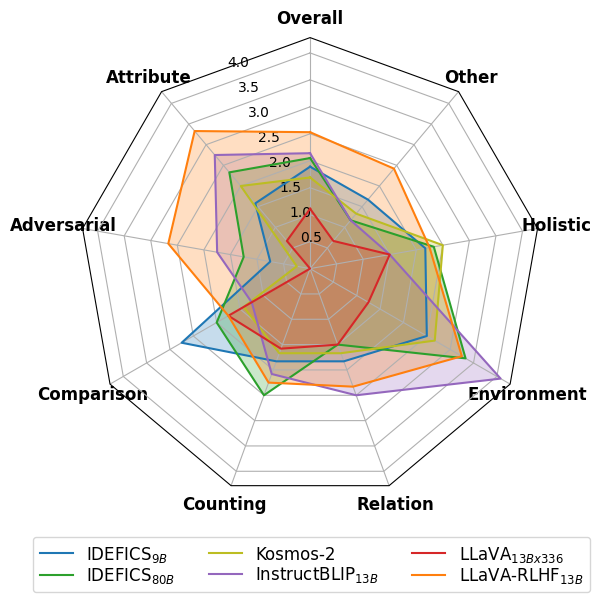 Overall
Attribute
Other
4.0
3.5
3.0
2.5
2.0
1.5
1.0
0.5
Adversarial
Holistic
Comparison
Environment
Counting
Relation
IDEFICS9B
Kosmos-2
LLaVA13Bx336
IDEFICS80B
InstructBLIP13B
LLaVA-RLHF13B